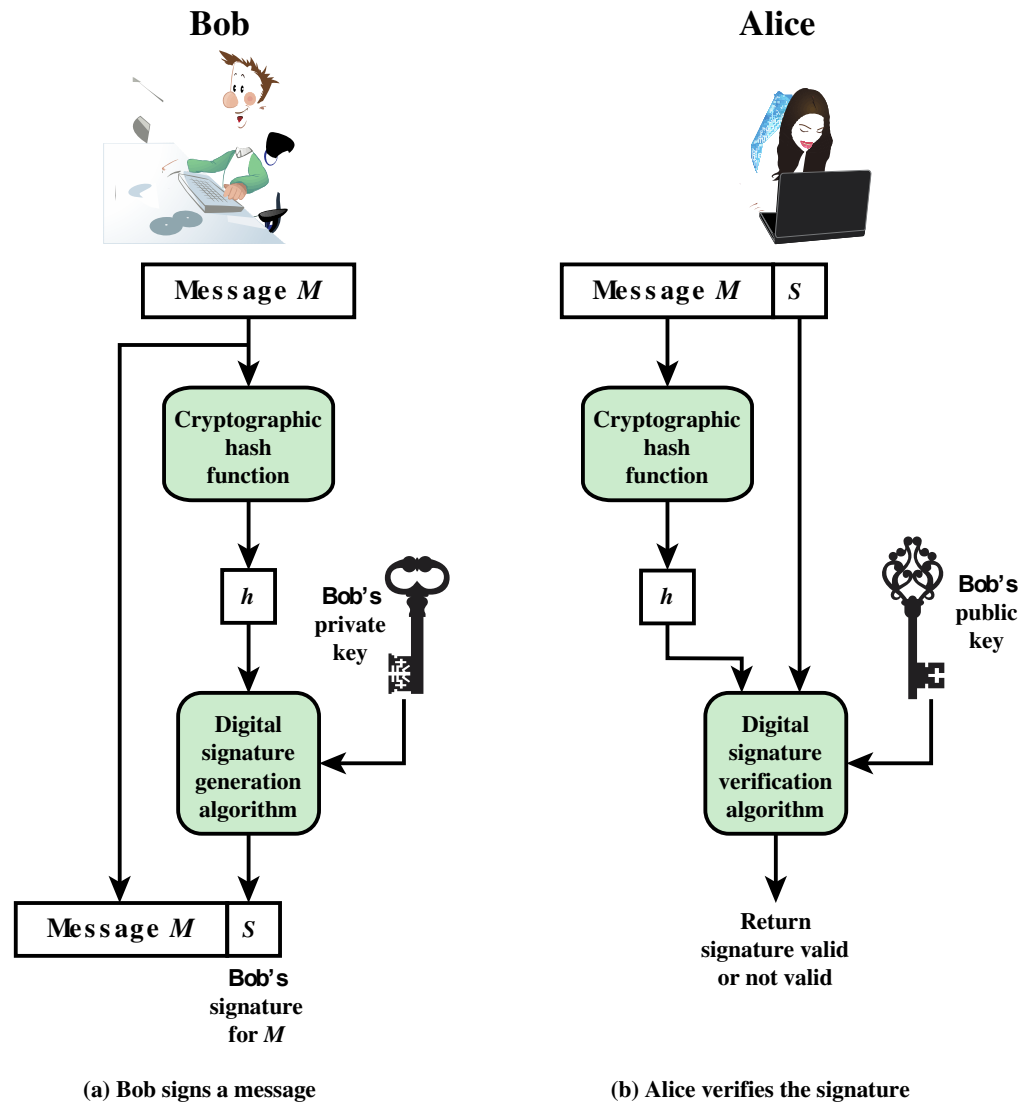 Bob
Message M
Cryptographic
hash
function
h
Bob's
private
key
Digital
signature
generation
algorithm
Message M
S
Bob's
signature
for M
(a) Bob signs a message
Alice
Message M
S
Cryptographic
hash
function
h
Bob's
public
key
Digital
signature
verification
algorithm
Return
signature valid
or not valid
(b) Alice verifies the signature